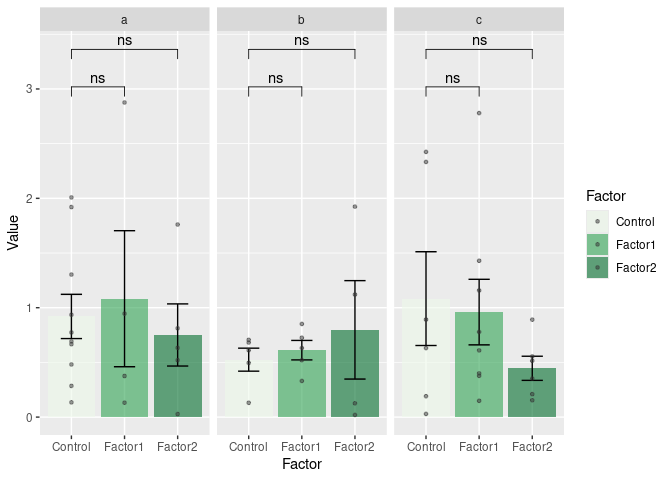 a b c
ns ns ns
ns ns ns
3
2
1
0
Value
Control Factor1 Factor2 Control Factor1 Factor2 Control Factor1 Factor2
Factor
Factor
Control
Factor1
Factor2